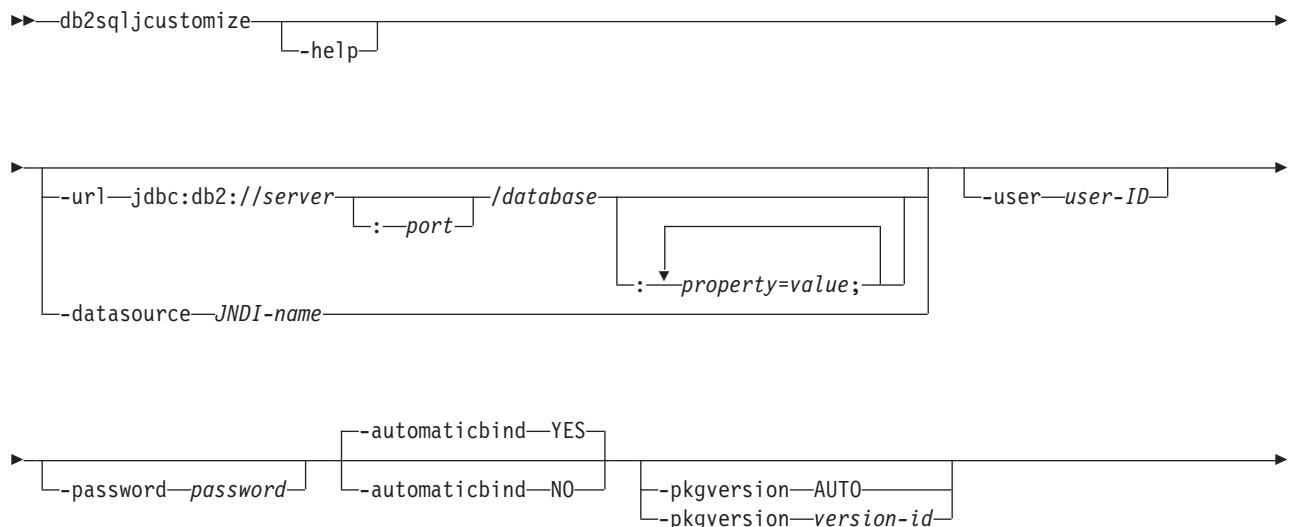 db2sqljcustomize
-help
-url jdbc:db2://server /database -user user-ID
: port
: property=value;
-datasource JNDI-name
-automaticbind YES
-password password -automaticbind NO -pkgversion AUTO
-pkgversion version-id